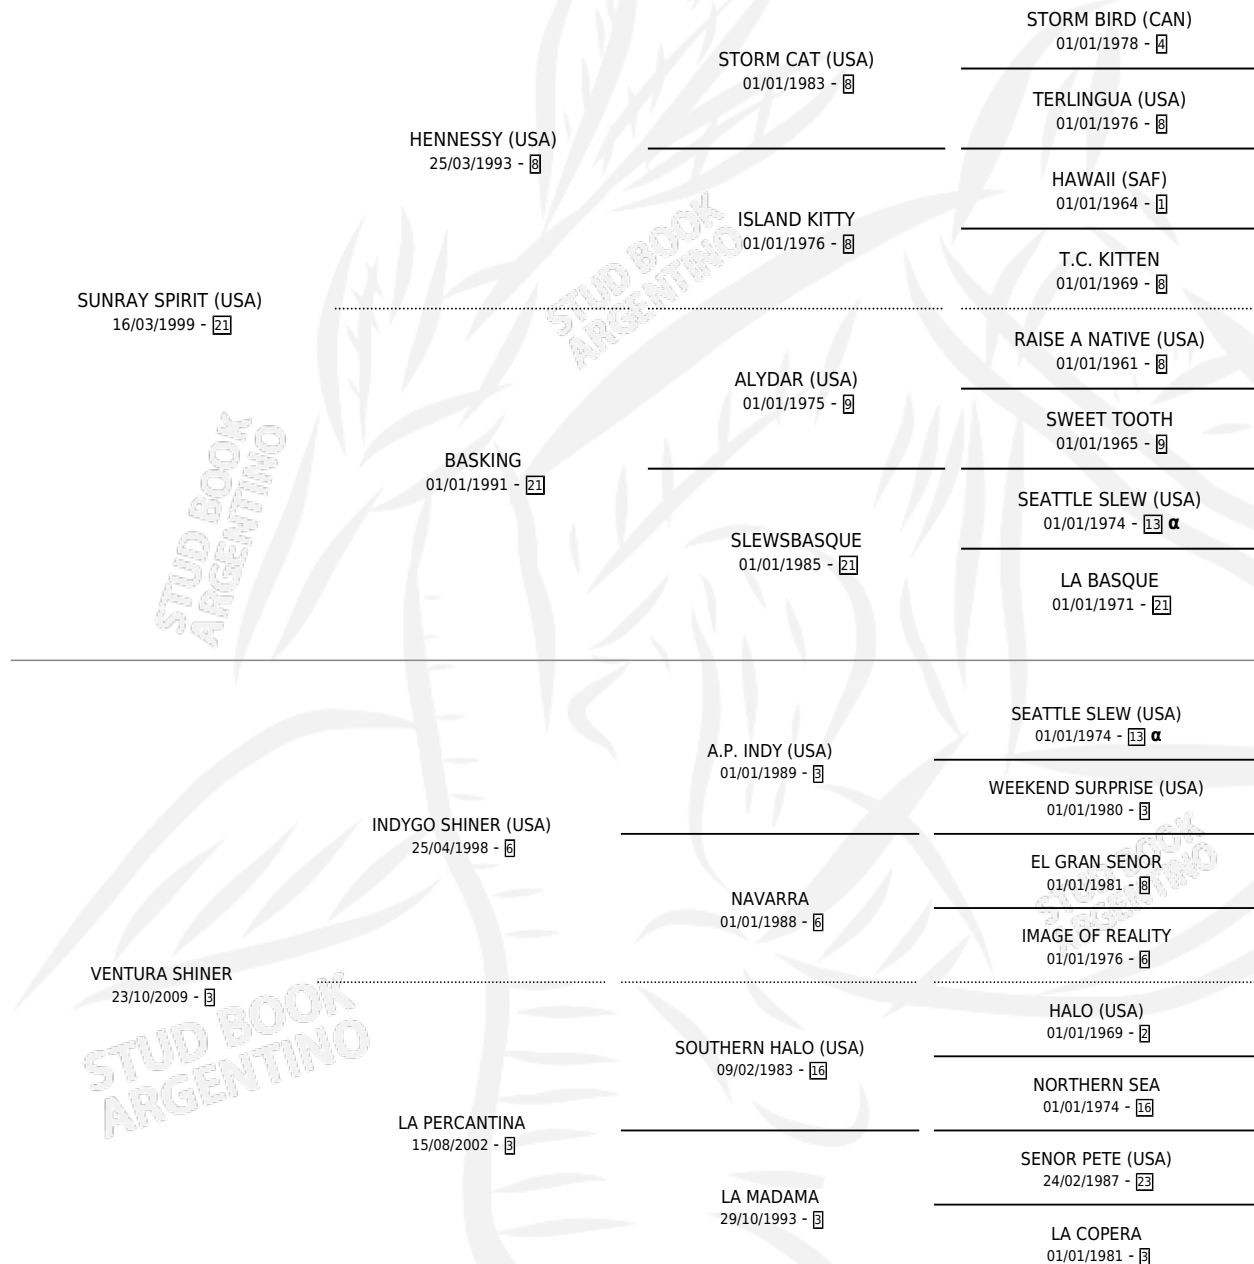 STORM BIRD (CAN)
01/01/1978 - 4
STORM CAT (USA)
01/01/1983 - 8
TERLINGUA (USA)
01/01/1976 - 8
HENNESSY (USA)
25/03/1993 - 8
HAWAII (SAF)
01/01/1964 - 1
ISLAND KITTY
01/01/1976 - 8
T.C. KITTEN
01/01/1969 - 8
SUNRAY SPIRIT (USA)
16/03/1999 - 21
STUD BOOK
ARGENTINO
RAISE A NATIVE (USA)
01/01/1961 - 8
ALYDAR (USA)
01/01/1975 - 9
SWEET TOOTH
01/01/1965 - 9
BASKING
01/01/1991 - 21
SEATTLE SLEW (USA)
01/01/1974 - 13 α
SLEWSBASQUE
01/01/1985 - 21
LA BASQUE
01/01/1971 - 21
STUD BOOK
ARGENTINO
SEATTLE SLEW (USA)
01/01/1974 - 13 α
A.P. INDY (USA)
01/01/1989 - 3
WEEKEND SURPRISE (USA)
01/01/1980 - 3
INDYGO SHINER (USA)
25/04/1998 - 6
EL GRAN SENOR
01/01/1981 - 8
STUD BOOK
ARGENTINO
NAVARRA
01/01/1988 - 6
IMAGE OF REALITY
01/01/1976 - 6
VENTURA SHINER
23/10/2009 - 3
STUD BOOK
ARGENTINO
HALO (USA)
01/01/1969 - 2
SOUTHERN HALO (USA)
09/02/1983 - 16
NORTHERN SEA
01/01/1974 - 16
LA PERCANTINA
15/08/2002 - 3
SENOR PETE (USA)
24/02/1987 - 23
LA MADAMA
29/10/1993 - 3
LA COPERA
01/01/1981 - 3